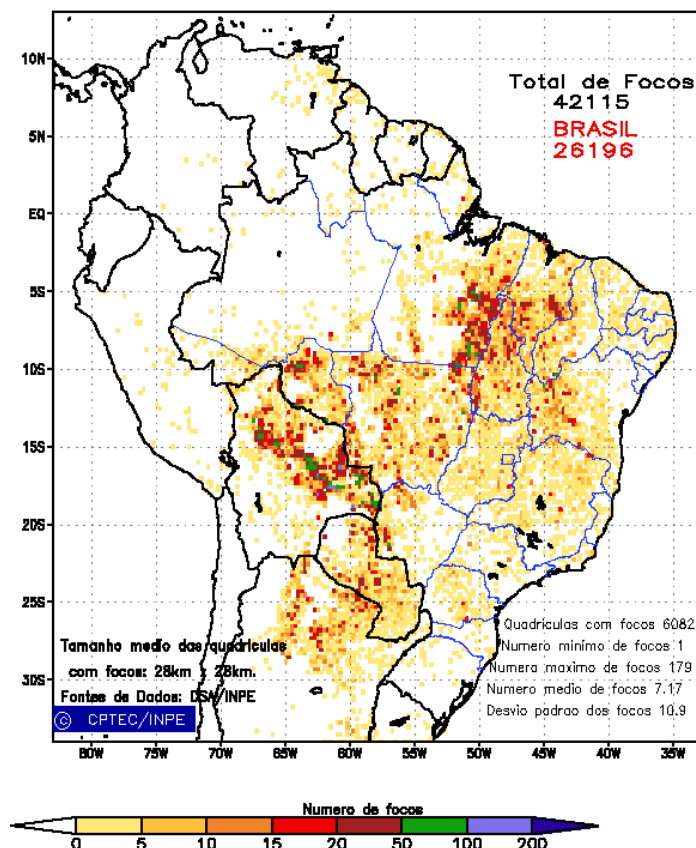 10N
5N
EQ
5S
10S
15S
20S
25S
30S
Total de Focos
42115
BRASIL
26196
Quadriculas com focos 6082
Numero minimo de focos 1
Numero maximo de focos 179
Numero medio de focos 7.17
Desvio padrao dos focos 10.9
Tamanho medio das quadriculas
com focos: 28km x 28km.
Fontes de Dados: DSA/INPE
© CPTEC/INPE
80W 75W 70W 65W 60W 55W 50W 45W 40W
Numero de focos
0 5 10 15 20 50 100 200